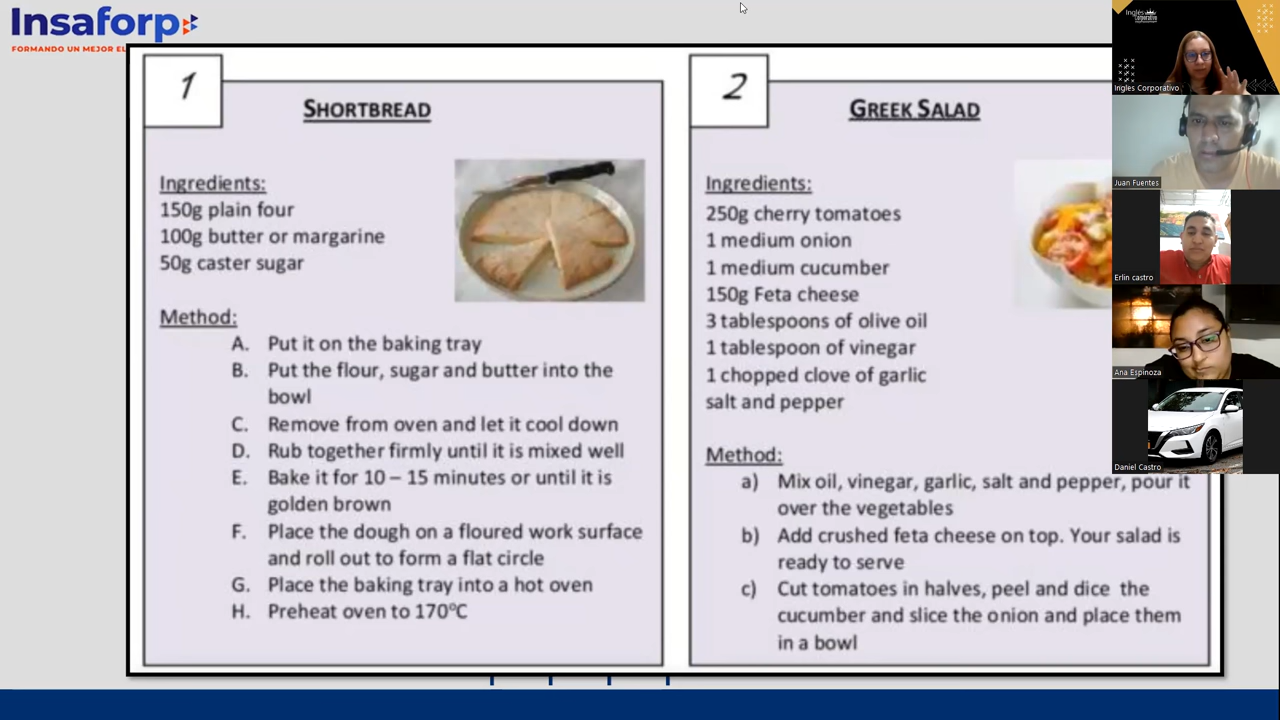 Insaforp
FORMANDO UN MEJOR EL
1
SHORTBREAD
Ingredients:
150g plain four
100g butter or margarine
50g caster sugar
Method:
A. Put it on the baking tray
B. Put the flour, sugar and butter into the
bowl
C. Remove from oven and let it cool down
D. Rub together firmly until it is mixed well
E. Bake it for 10 – 15 minutes or until it is
golden brown
F. Place the dough on a floured work surface
and roll out to form a flat circle
G. Place the baking tray into a hot oven
H. Preheat oven to 170°C
2
GREEK SALAD
Ingredients:
250g cherry tomatoes
1 medium onion
1 medium cucumber
150g Feta cheese
3 tablespoons of olive oil
1 tablespoon of vinegar
1 chopped clove of garlic
salt and pepper
Method:
a) Mix oil, vinegar, garlic, salt and pepper, pour it
over the vegetables
b) Add crushed feta cheese on top. Your salad is
ready to serve
c) Cut tomatoes in halves, peel and dice the
cucumber and slice the onion and place them
in a bowl
Inglés
Corporativo
Ingles Corporativo
Juan Fuentes
Erlin castro
Ana Espinoza
Daniel Castro